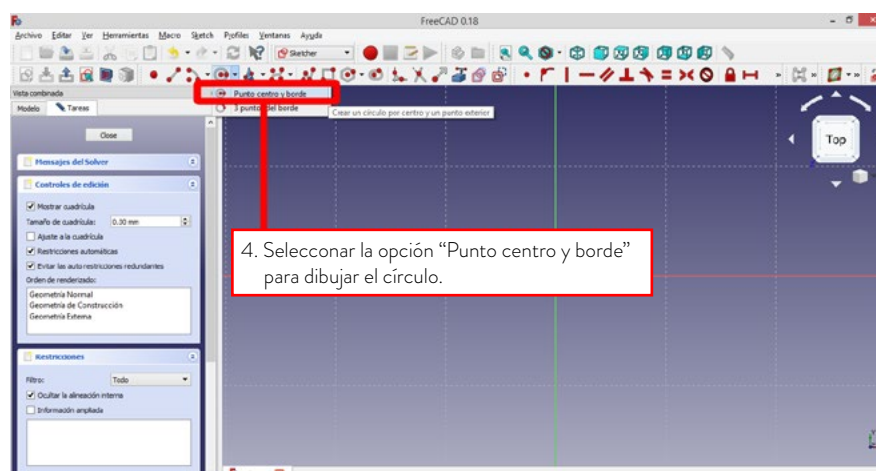 FreeCAD 0.18
Archivo Editar Ver Herramientas Macro Sketch Profiles Ventanas Ayuda
Sketcher
Vista combinada
Modelo Tareas
Punto centro y borde
3 puntos del borde
Crear un círculo por centro y un punto exterior
Close
Top
Mensajes del Solver
Controles de edición
Mostrar cuadrícula
Tamaño de cuadrícula: 0.30 mm
Ajuste a la cuadrícula
Restricciones automáticas
Evitar las auto restricciones redundantes
Orden de renderizado:
Geometría Normal
Geometría de Construcción
Geometría Externa
4. Selecconar la opción “Punto centro y borde”
para dibujar el círculo.
Restricciones
Filtro: Todo
Ocultar la alineación interna
Información ampliada